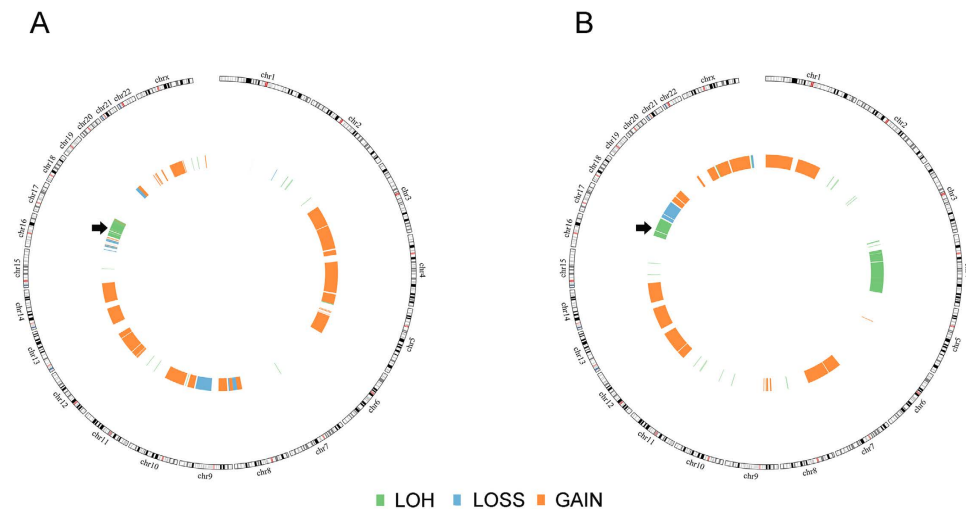 A
B
chr1
chr2
chr3
chr4
chr5
chr6
chr7
chr8
chr9
chr10
chr11
chr12
chr13
chr14
chr15
chr16
chr17
chr18
chr19
chr20
chr21
chr22
chrx
chr1
chr2
chr3
chr5
chr6
chr7
chr8
chr9
chr10
chr11
chr12
chr13
chr14
chr15
chr16
chr17
chr18
chr19
chr20
chr21
chr22
chrx
LOH LOSS GAIN